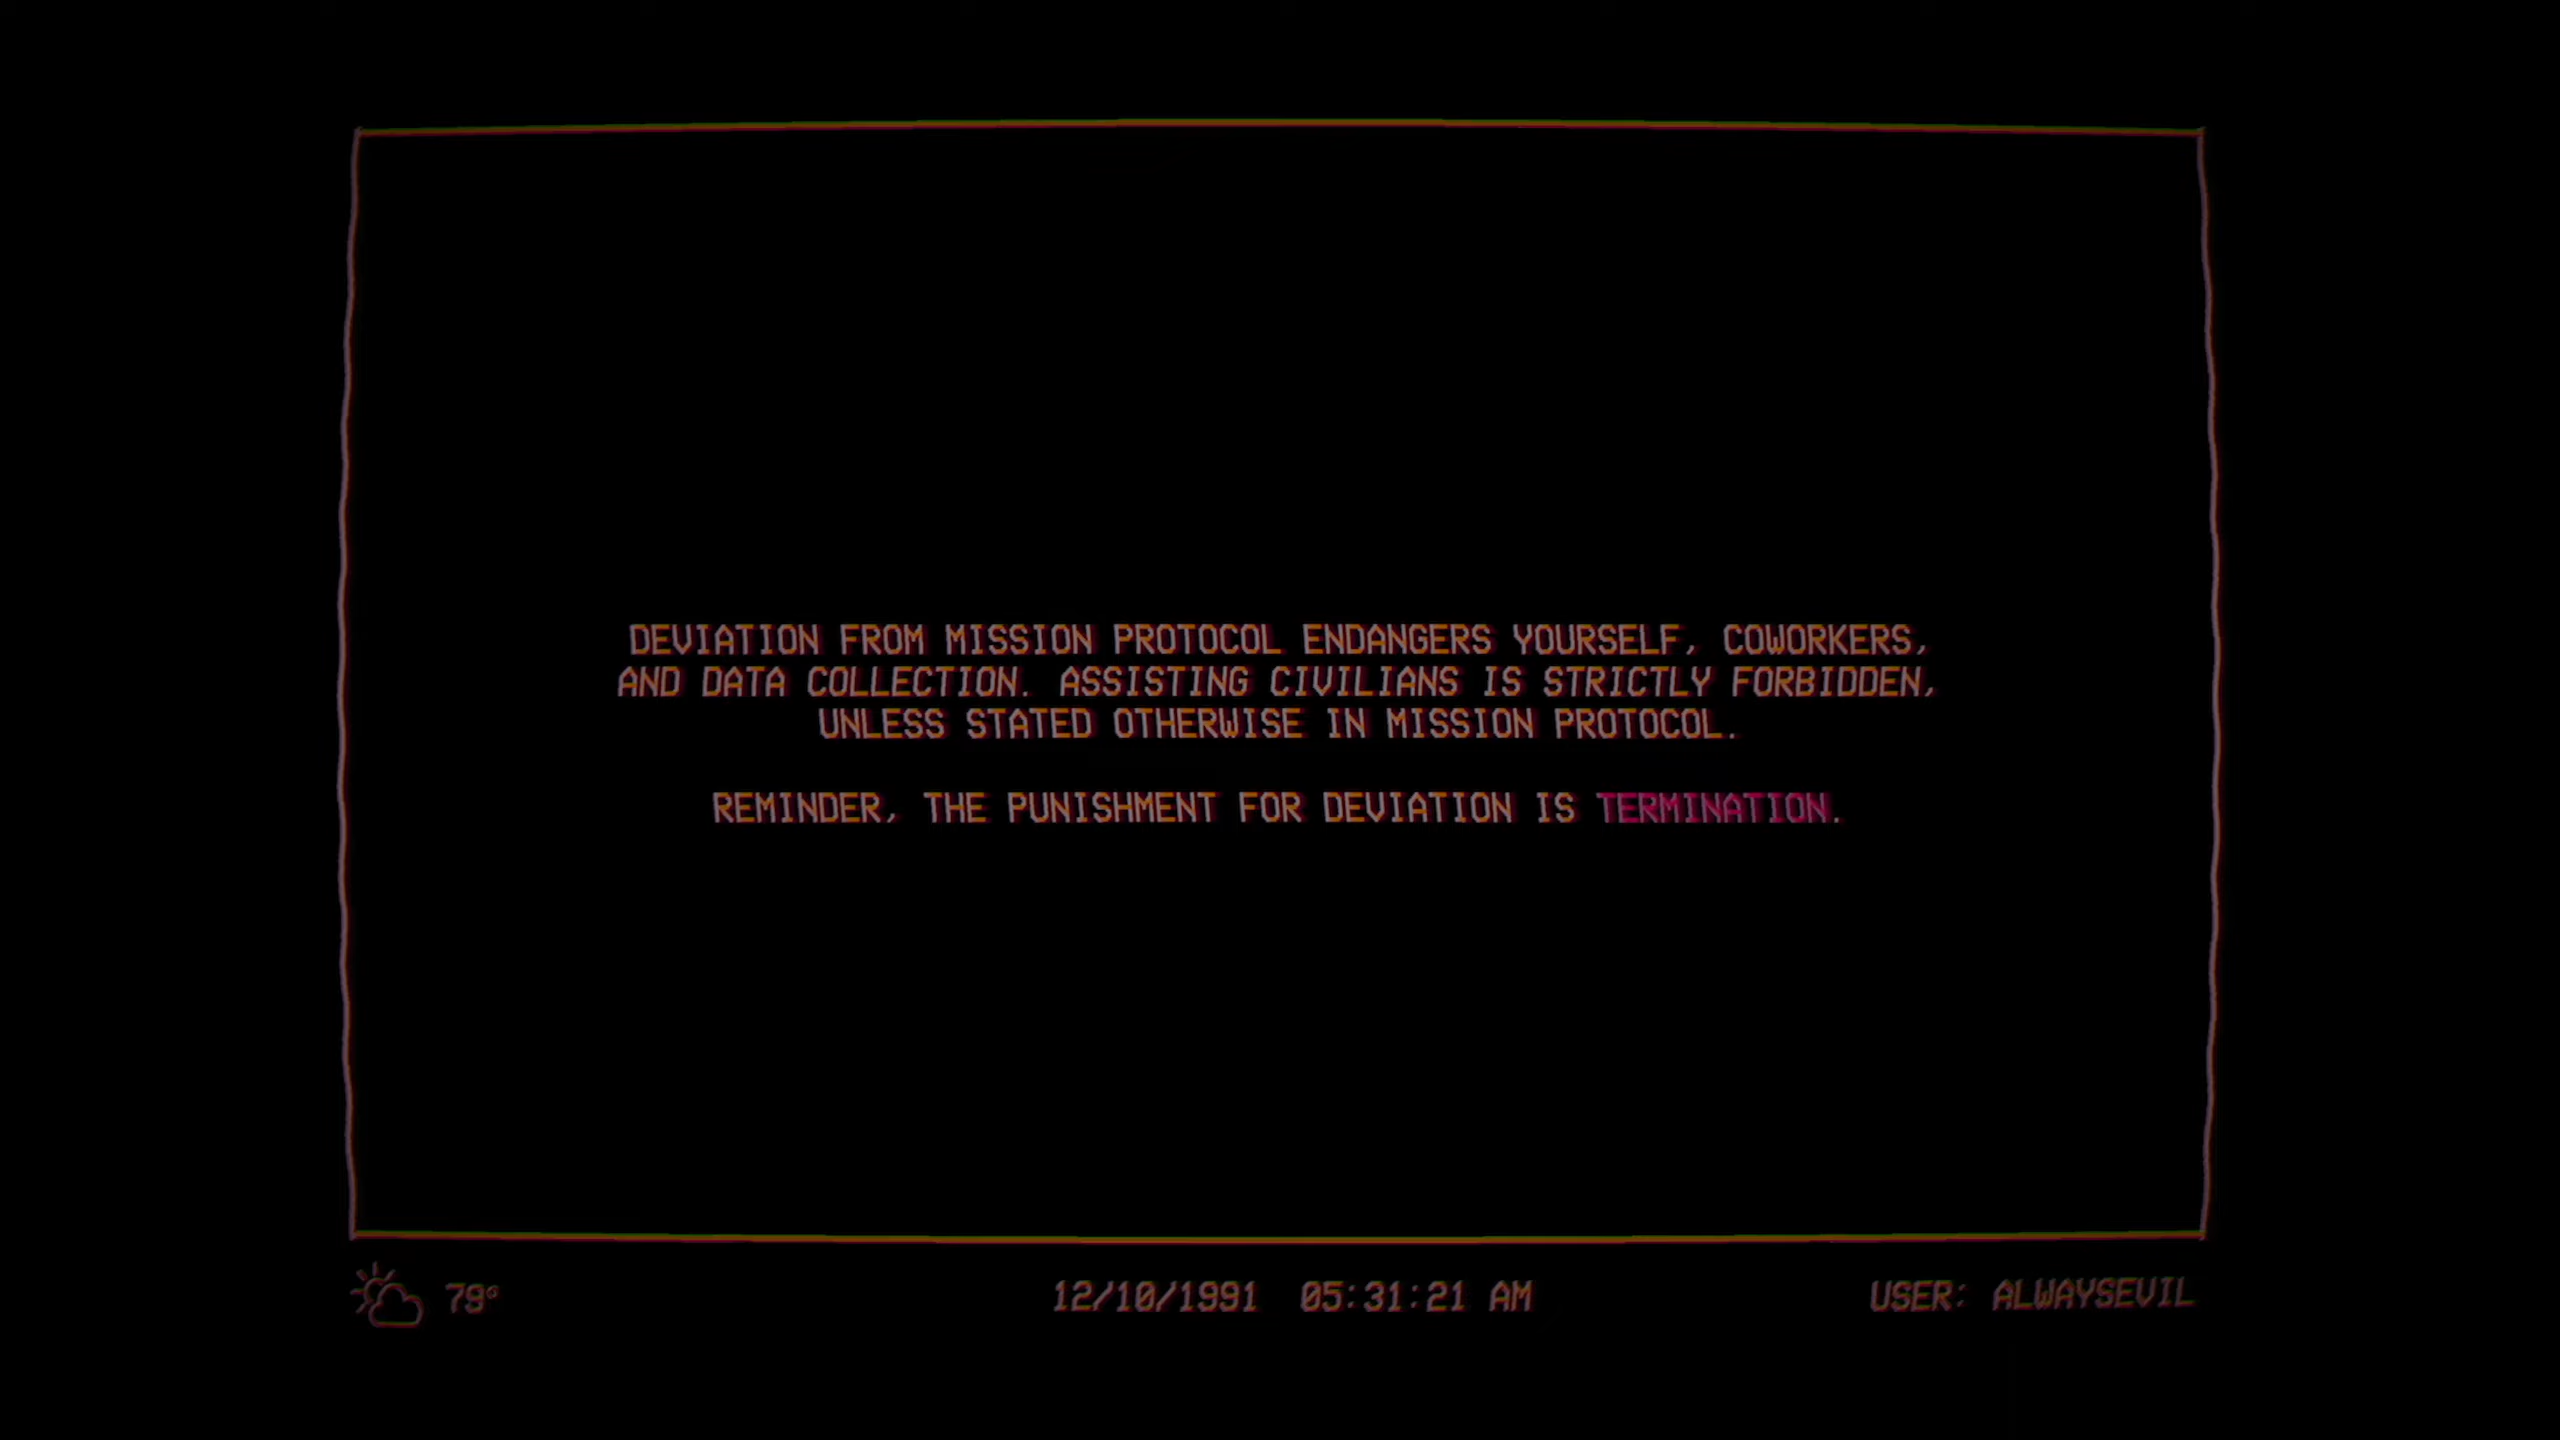 DEVIATION FROM MISSION PROTOCOL ENDANGERS YOURSELF, COWORKERS,
AND DATA COLLECTION. ASSISTING CIVILIANS IS STRICTLY FORBIDDEN,
UNLESS STATED OTHERWISE IN MISSION PROTOCOL.
REMINDER, THE PUNISHMENT FOR DEVIATION IS TERMINATION.
79° 12/10/1991 05:31:21 AM USER: ALWAYSEVIL